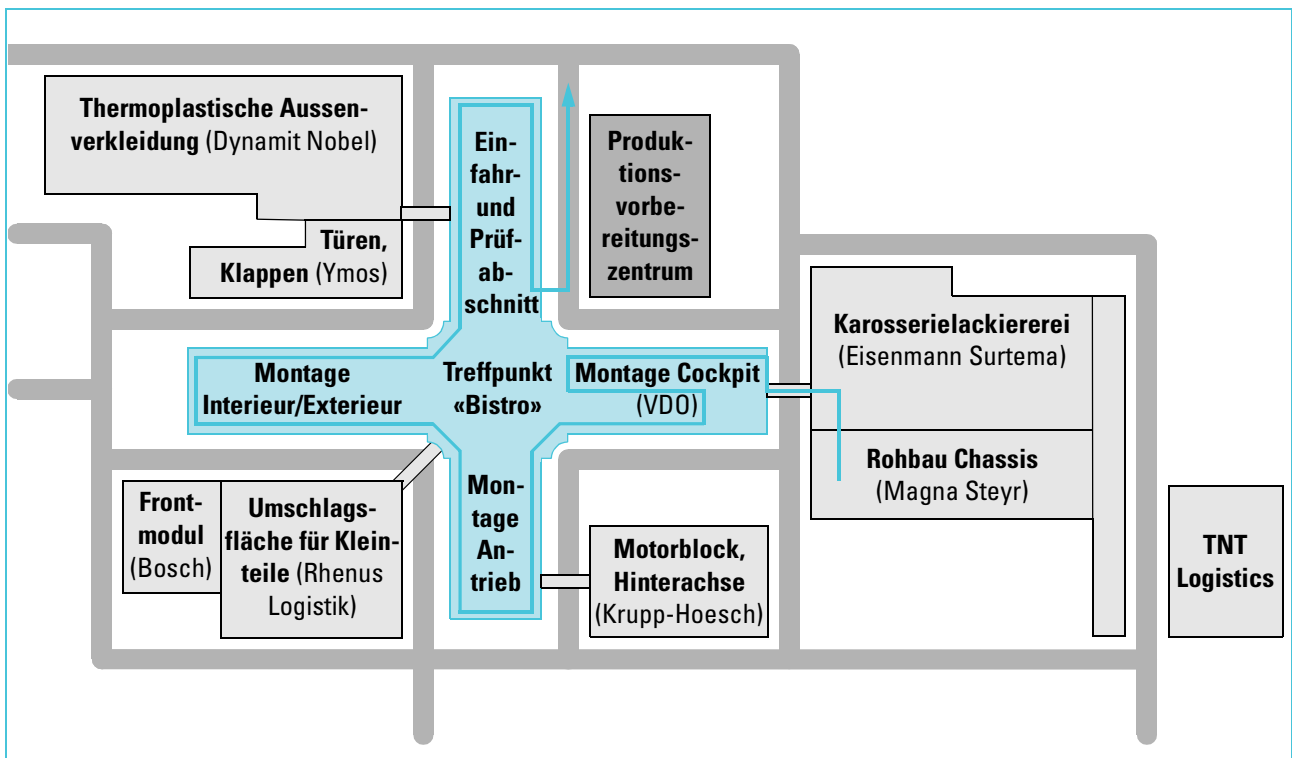 Thermoplastische Aussen-
verkleidung (Dynamit Nobel)
Türen,
Klappen (Ymos)
Ein-
fahr-
und
Prüf-
ab-
schnitt
Produk-
tions-
vorbe-
reitungs-
zentrum
Karosserielackiererei
(Eisenmann Surtema)
Montage
Interieur/Exterieur
Treffpunkt
«Bistro»
Montage Cockpit
(VDO)
Rohbau Chassis
(Magna Steyr)
Front-
modul
(Bosch)
Umschlags-
fläche für Klein-
teile (Rhenus
Logistik)
Mon-
tage
An-
trieb
Motorblock,
Hinterachse
(Krupp-Hoesch)
TNT
Logistics